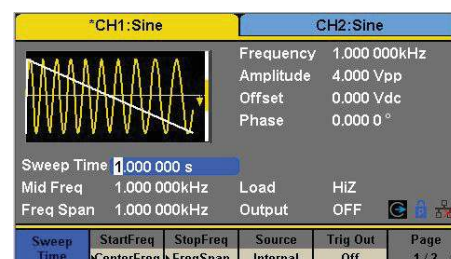 *CH1:Sine CH2:Sine
Frequency 1.000 000kHz
Amplitude 4.000 Vpp
Offset 0.000 Vdc
Phase 0.000 0 °
Sweep Time 1.000 000 s
Mid Freq 1.000 00kHz Load HiZ
Freq Span 1.000 00kHz Output OFF
Sweep StartFreq StopFreq Source Trig Out Page
Time CenterFreq FreqSpan Internal Off 1 / 2